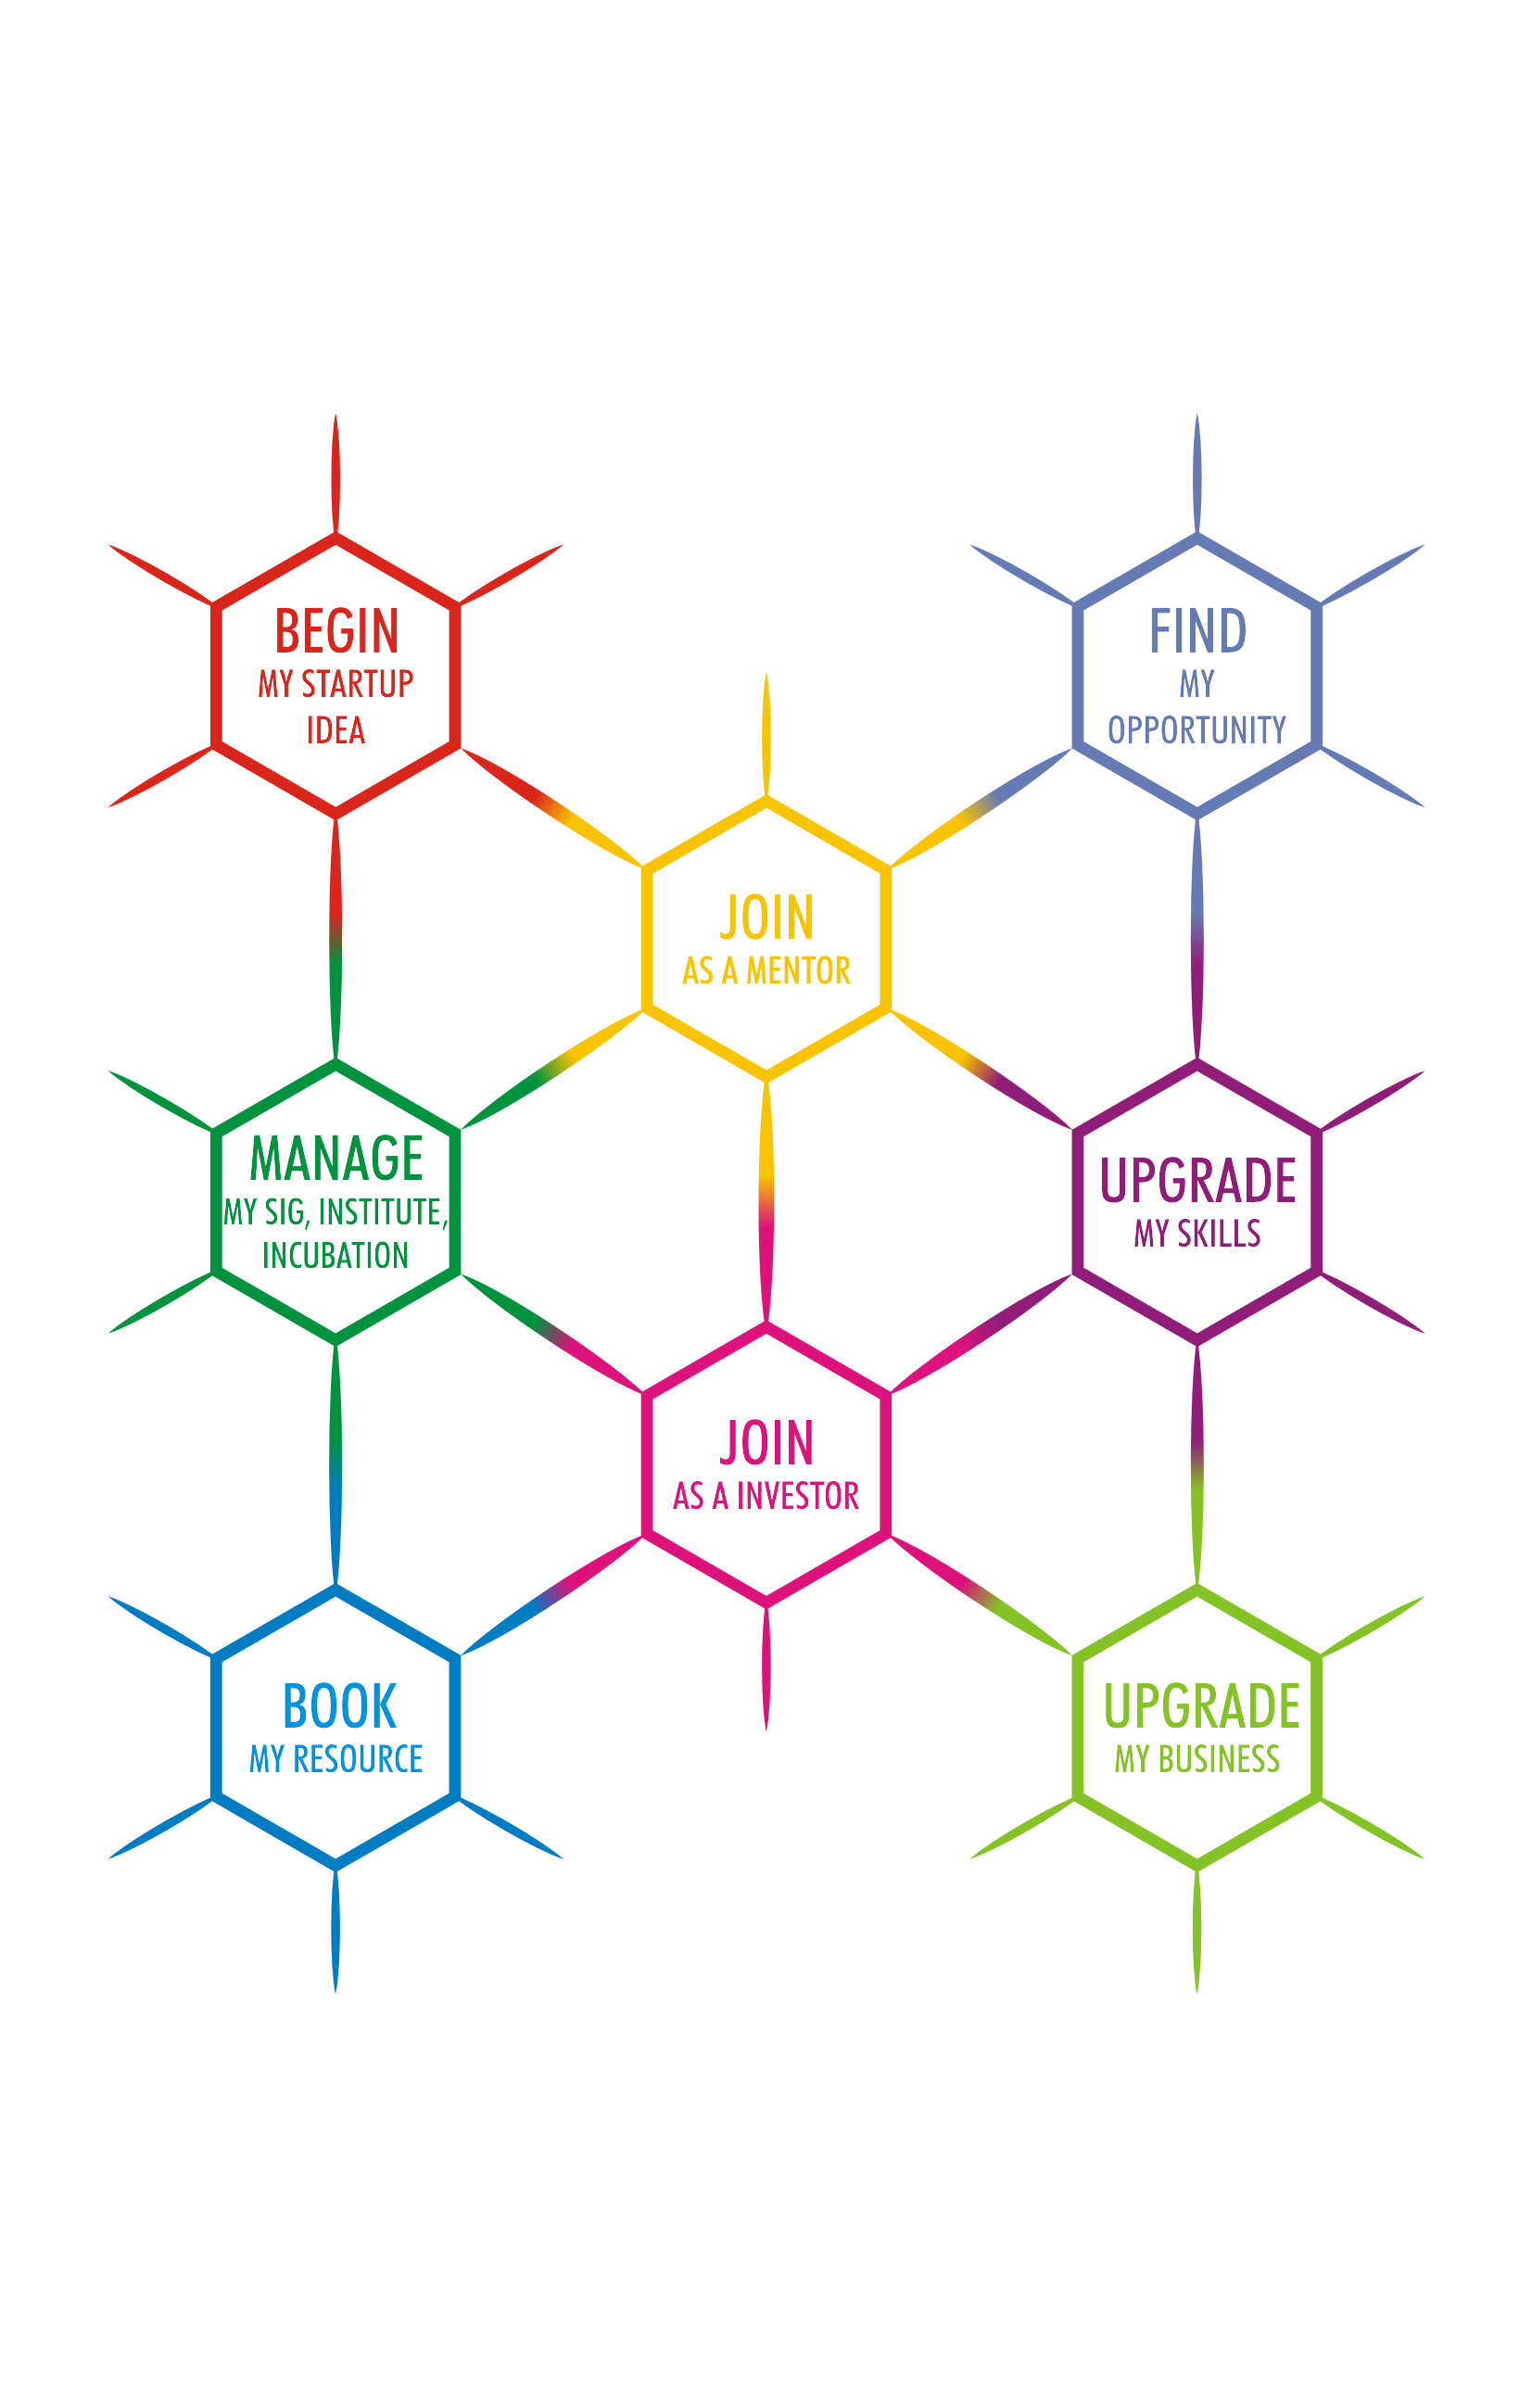 BEGIN
MY STARTUP
IDEA
FIND
MY
OPPORTUNITY
JOIN
AS A MENTOR
MANAGE
MY SIG, INSTITUTE,
INCUBATION
UPGRADE
MY SKILLS
JOIN
AS A INVESTOR
BOOK
MY RESOURCE
UPGRADE
MY BUSINESS